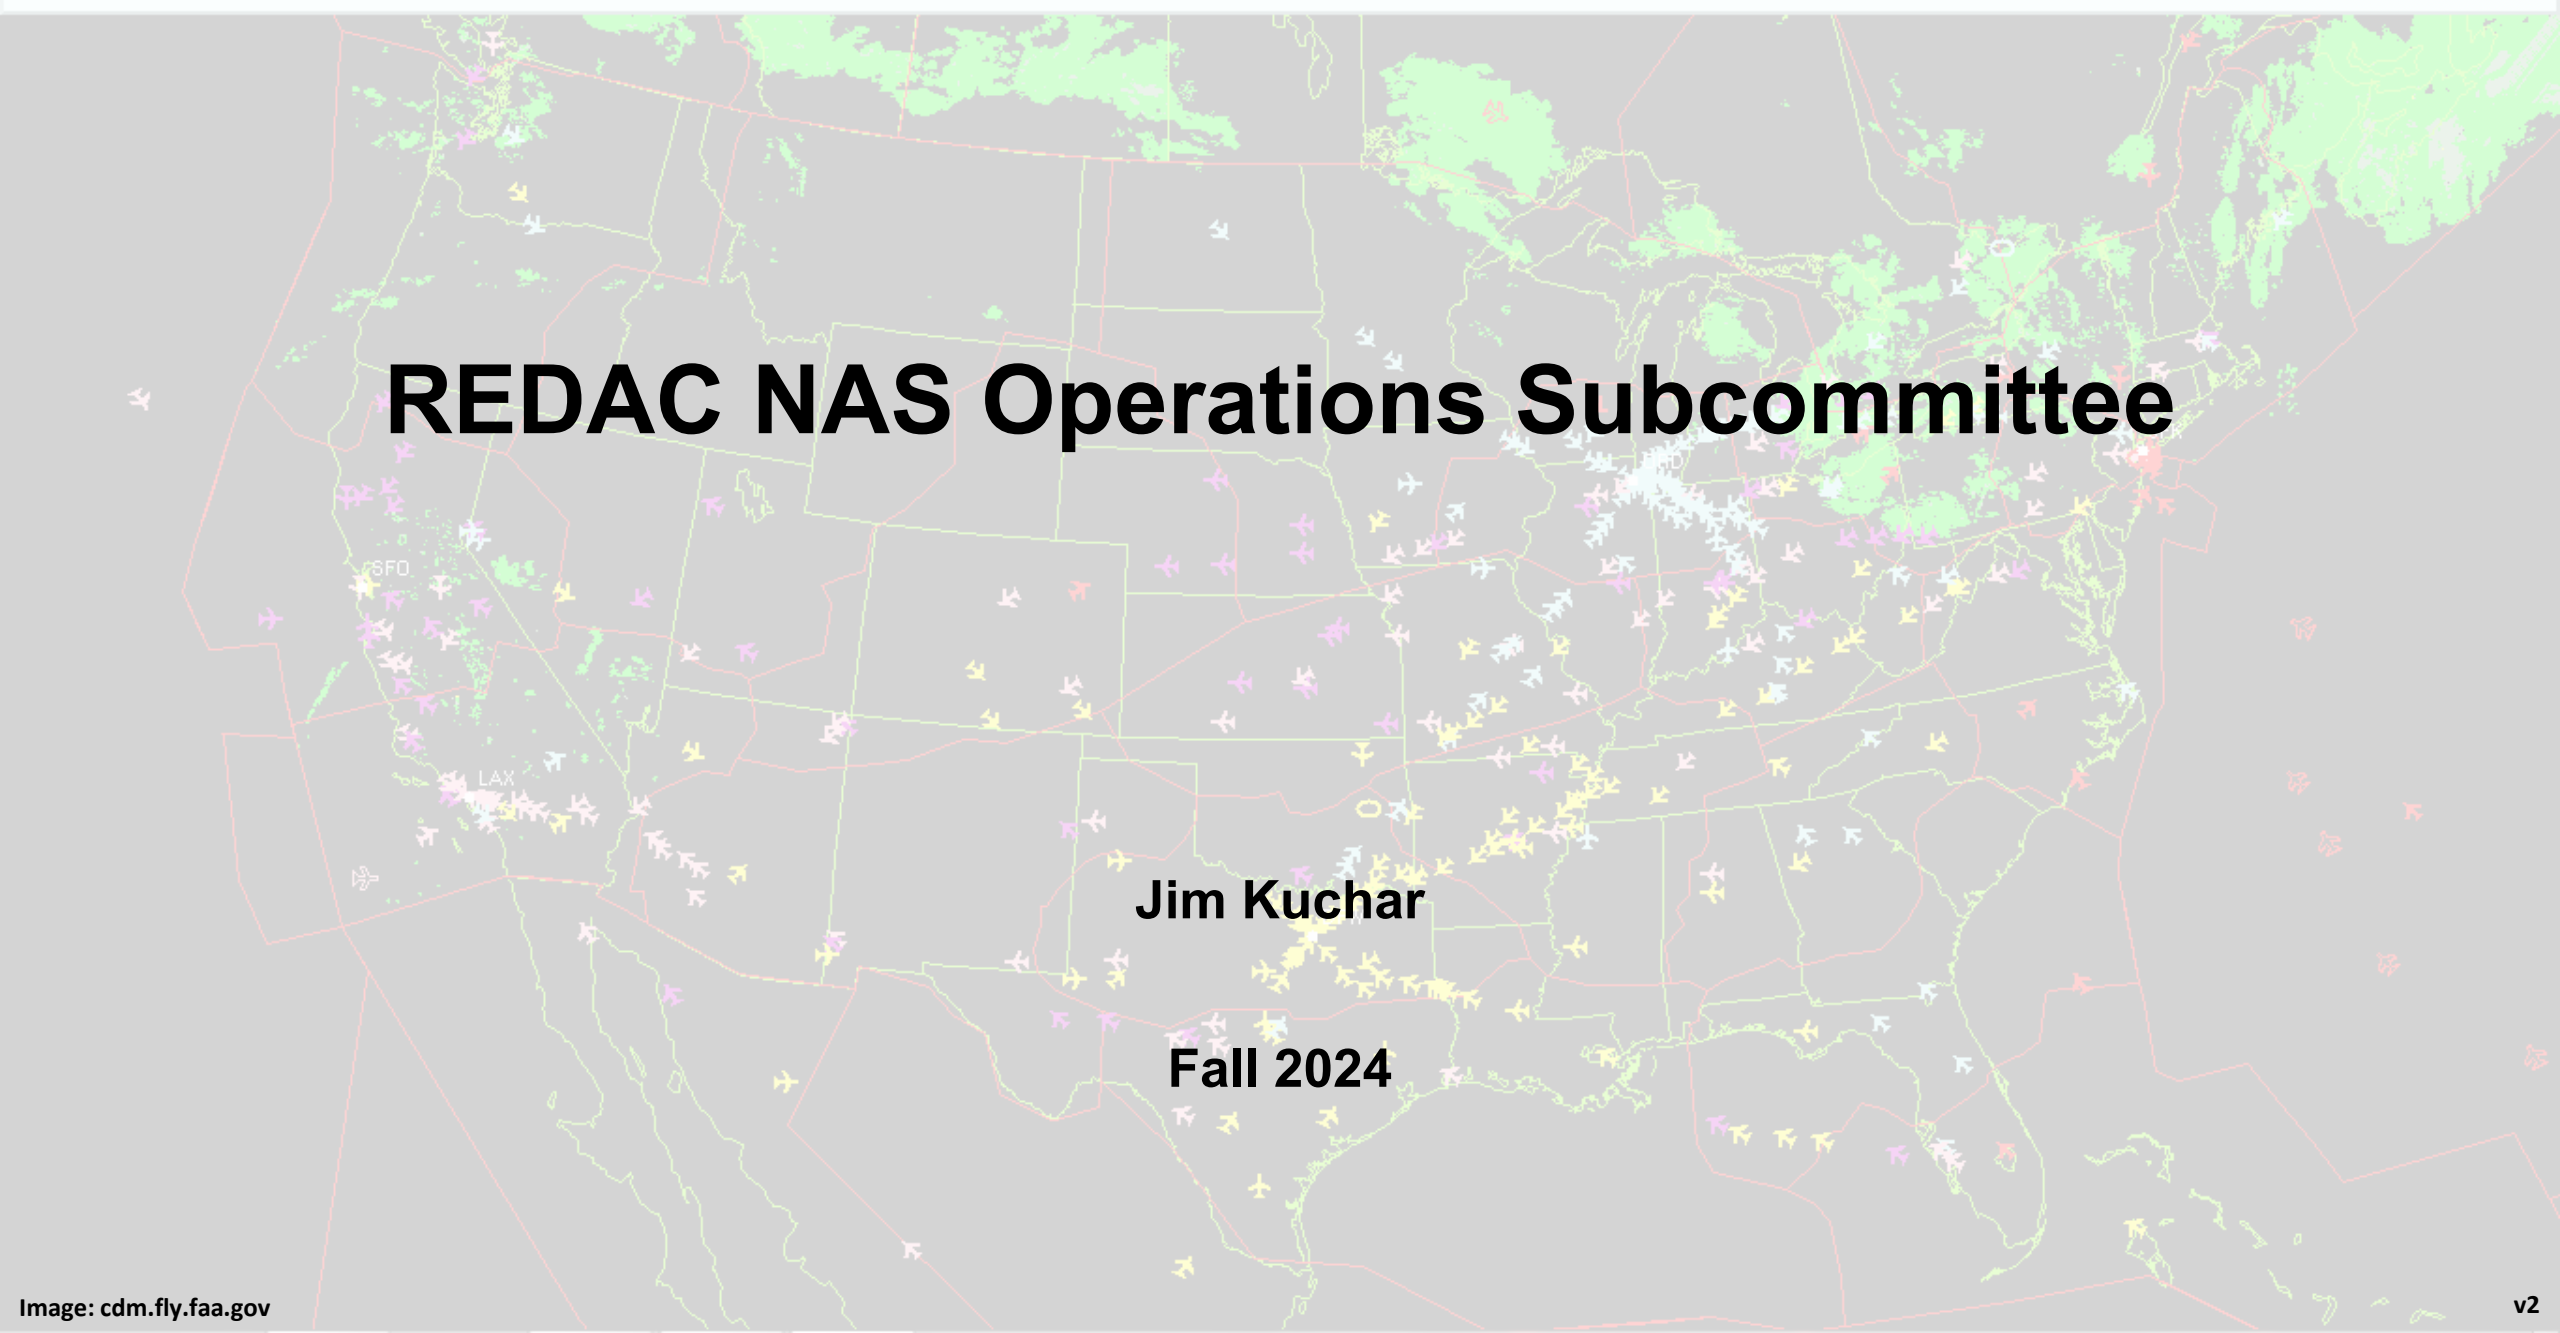 REDAC NAS Operations Subcommittee
SFO
LAX
Jim Kuchar
Fall 2024
Image: cdm.fly.faa.gov
v2